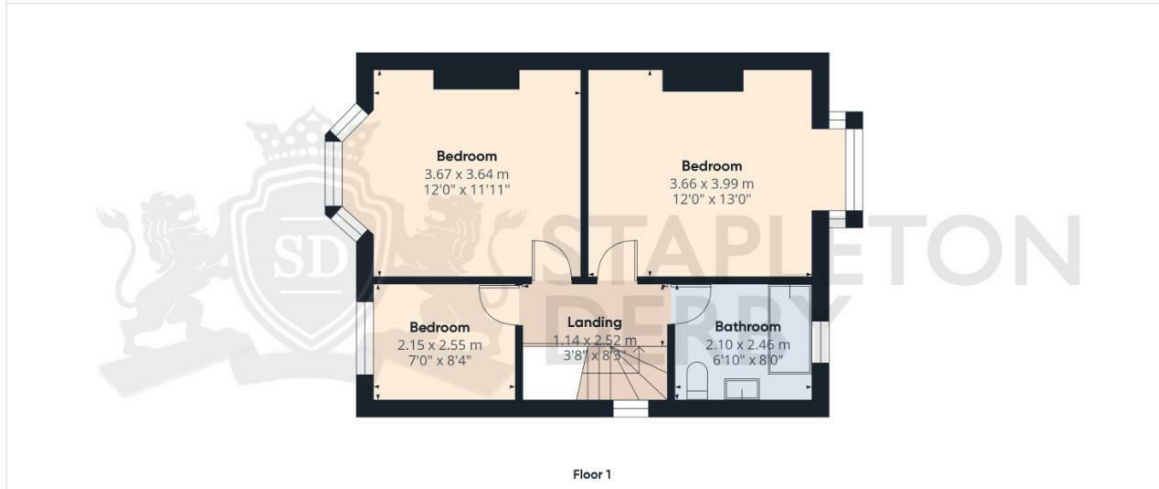 Bedroom
3.67 x 3.64 m
12'0" x 11'11"
Bedroom
3.66 x 3.99 m
12'0" x 13'0"
SD
STAPLETON
DERRY
Bedroom
2.15 x 2.55 m
7'0" x 8'4"
Landing
1.14 x 2.52 m
3'8" x 8'3"
Bathroom
2.10 x 2.46 m
6'10" x 8'0"
Floor 1